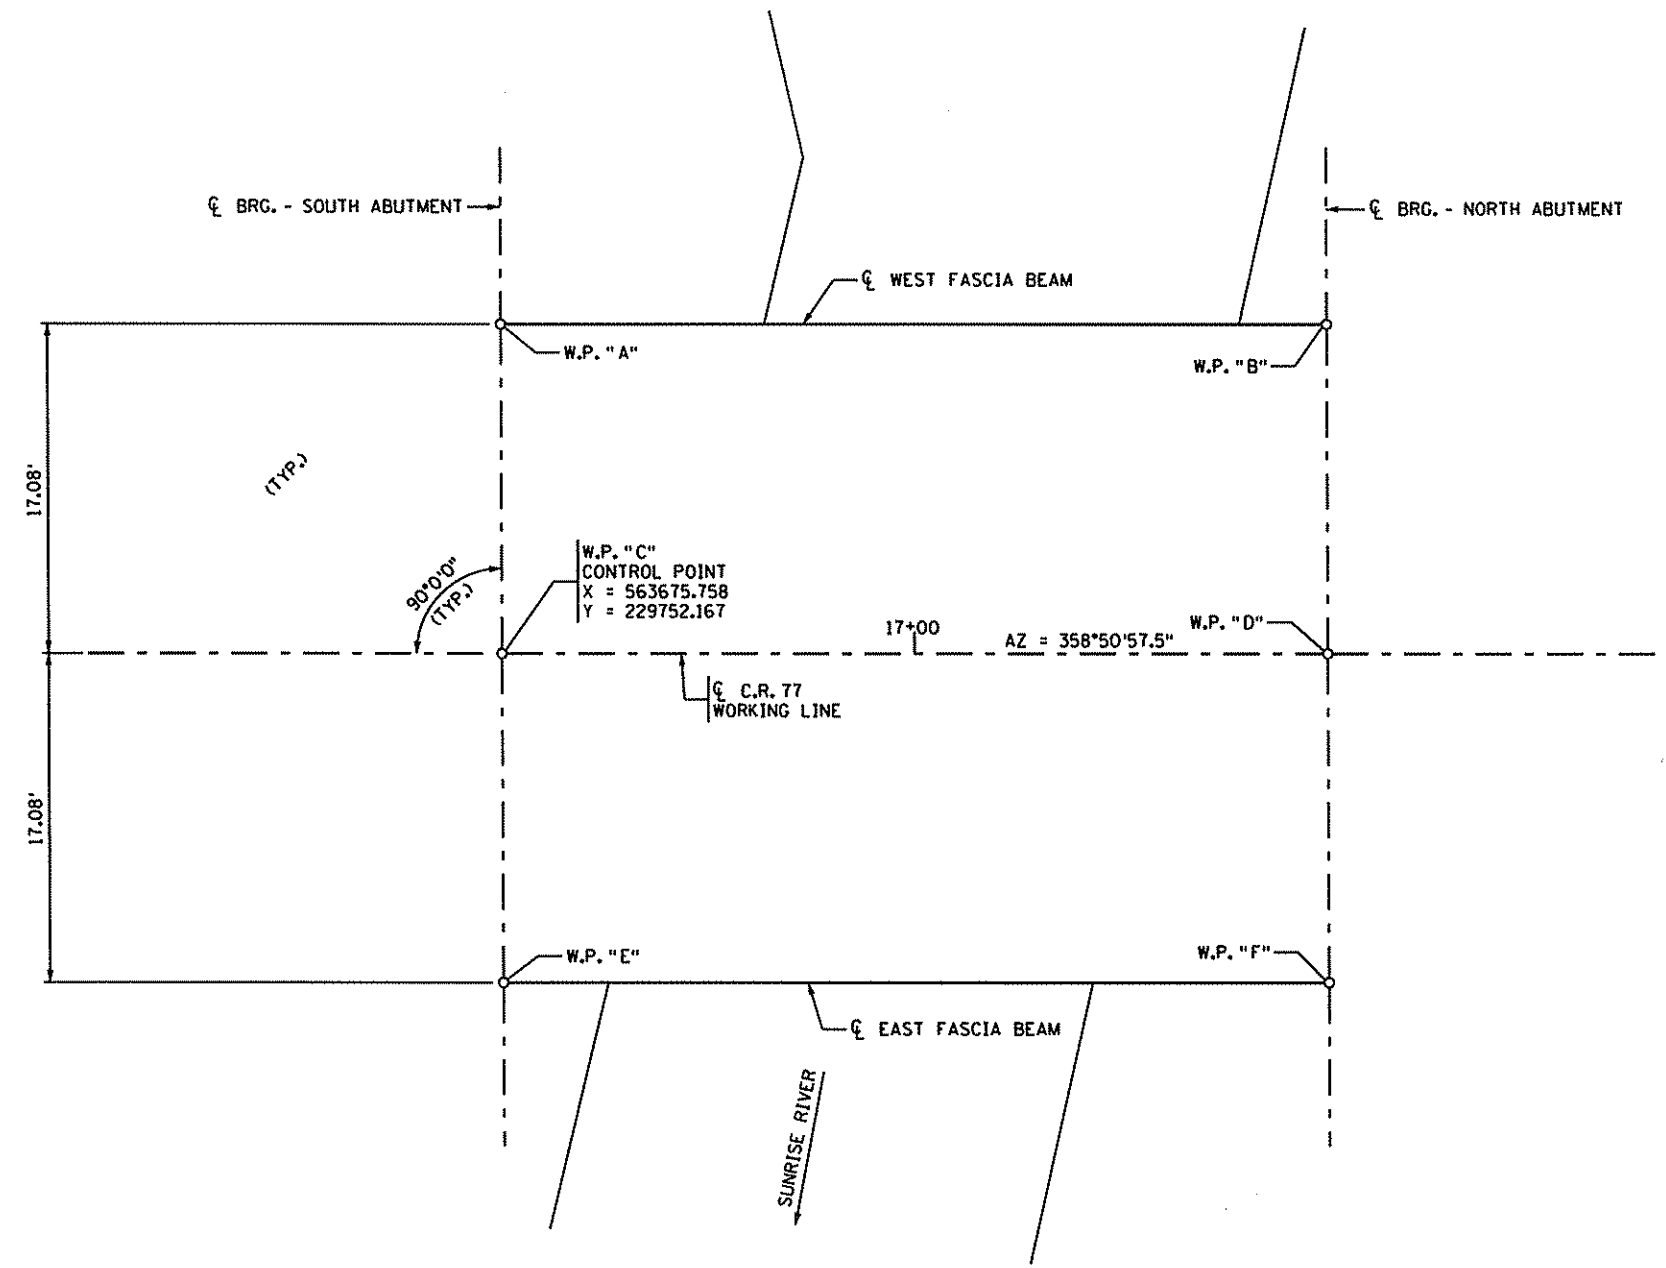 ℄ BRG. - SOUTH ABUTMENT
℄ BRG. - NORTH ABUTMENT
℄ WEST FASCIA BEAM
W.P. "A"
W.P. "B"
17.08'
(TYP.)
90°0'0"
(TYP.)
W.P. "C"
CONTROL POINT
X = 563675.758
Y = 229752.167
17+00
AZ = 358°50'57.5"
W.P. "D"
℄ C.R. 77
WORKING LINE
17.08'
W.P. "E"
W.P. "F"
℄ EAST FASCIA BEAM
SUNRISE RIVER